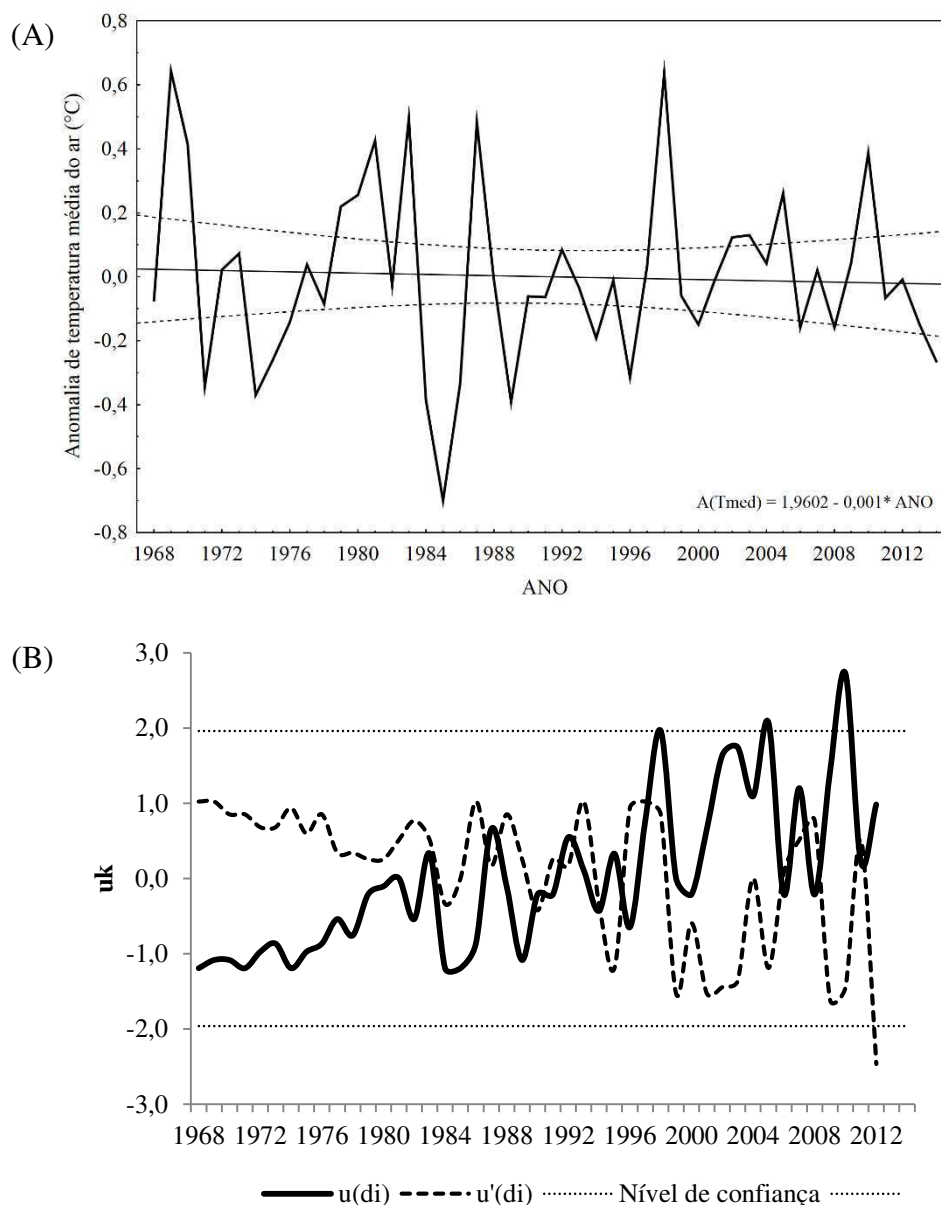 (A)
0,8
0,6
0,4
0,2
0,0
-0,2
-0,4
-0,6
-0,8
Anomalia de temperatura média do ar (°C)
A(Tmed) = 1,9602 - 0,001* ANO
1968 1972 1976 1980 1984 1988 1992 1996 2000 2004 2008 2012
ANO
(B)
3,0
2,0
1,0
0,0
-1,0
-2,0
-3,0
uk
1968 1972 1976 1980 1984 1988 1992 1996 2000 2004 2008 2012
u(di) u'(di) Nível de confiança